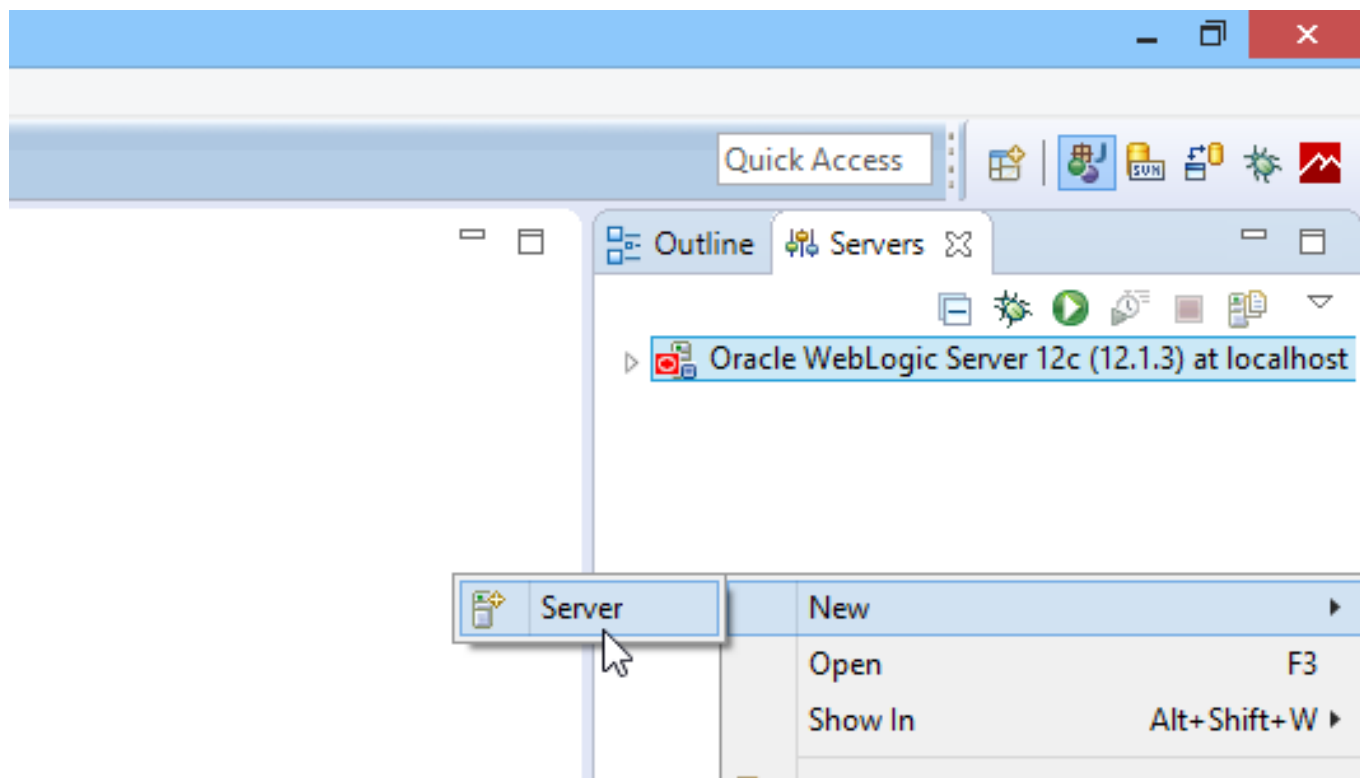 Quick Access
SVN
Outline Servers
Oracle WebLogic Server 12c (12.1.3) at localhost
Server New
Open F3
Show In Alt+Shift+W